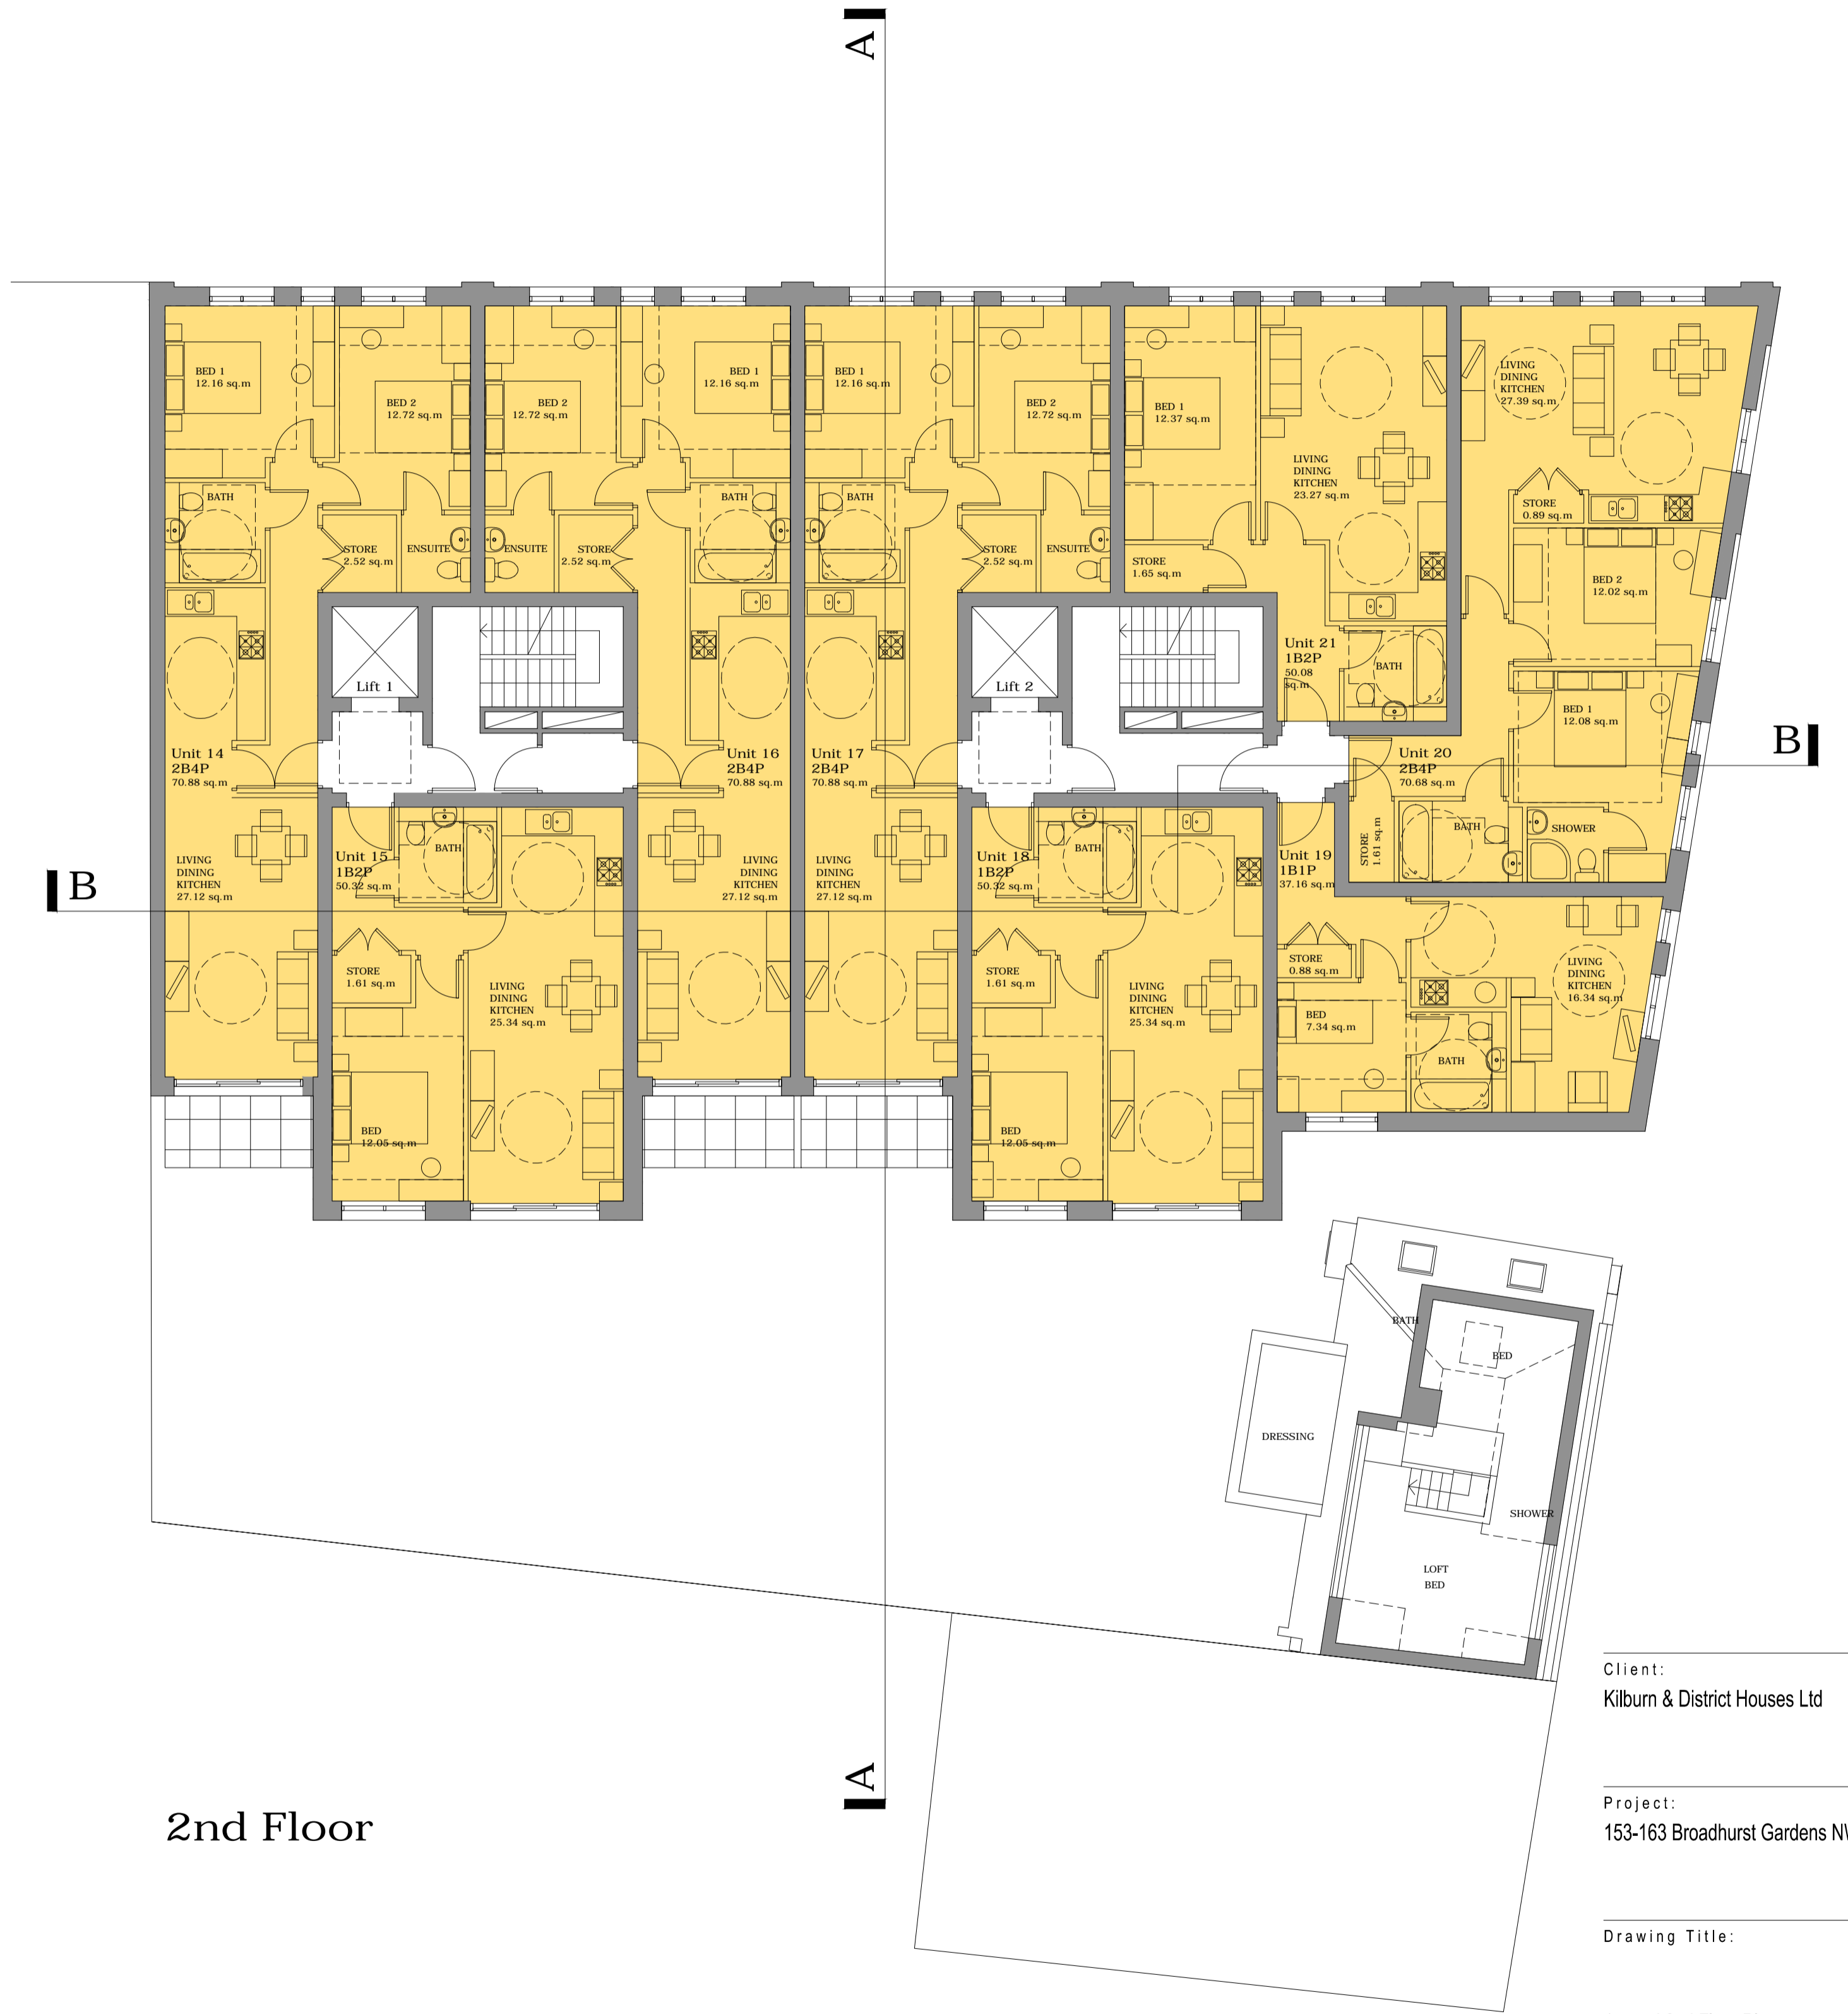 A
BED 1
12.16 sq.m
BED 2
12.72 sq.m
BED 2
12.72 sq.m
BED 1
12.16 sq.m
BED 1
12.16 sq.m
BED 2
12.72 sq.m
BED 1
12.37 sq.m
LIVING
DINING
KITCHEN
23.27 sq.m
LIVING
DINING
KITCHEN
27.39 sq.m
BATH
STORE
2.52 sq.m
ENSUITE
ENSUITE
STORE
2.52 sq.m
BATH
BATH
STORE
2.52 sq.m
ENSUITE
STORE
1.65 sq.m
STORE
0.89 sq.m
BED 2
12.02 sq.m
Lift 1
Lift 2
Unit 21
1B2P
50.08
sq.m
BATH
BED 1
12.08 sq.m
Unit 14
2B4P
70.88 sq.m
Unit 16
2B4P
70.88 sq.m
Unit 17
2B4P
70.88 sq.m
Unit 20
2B4P
70.68 sq.m
B
LIVING
DINING
KITCHEN
27.12 sq.m
Unit 15
1B2P
50.32 sq.m
BATH
LIVING
DINING
KITCHEN
27.12 sq.m
LIVING
DINING
KITCHEN
27.12 sq.m
Unit 18
1B2P
50.32 sq.m
BATH
Unit 19
1B1P
37.16 sq.m
STORE
1.61 sq.m
BATH
SHOWER
B
STORE
1.61 sq.m
LIVING
DINING
KITCHEN
25.34 sq.m
STORE
1.61 sq.m
LIVING
DINING
KITCHEN
25.34 sq.m
STORE
0.88 sq.m
BED
7.34 sq.m
BATH
LIVING
DINING
KITCHEN
16.34 sq.m
BED
12.05 sq.m
BED
12.05 sq.m
BATH
BED
DRESSING
SHOWER
LOFT
BED
A
2nd Floor
Client:
Kilburn & District Houses Ltd
Project:
153-163 Broadhurst Gardens
Drawing Title: